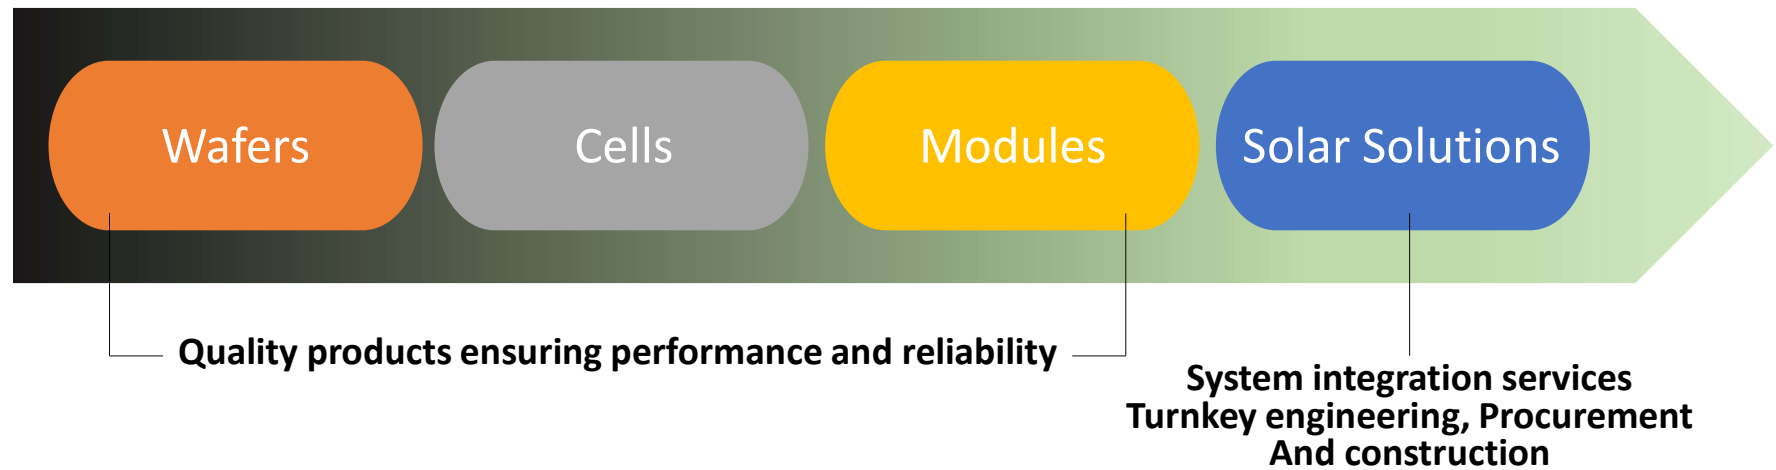 Wafers
Cells
Modules
Solar Solutions
Quality products ensuring performance and reliability
System integration services
Turnkey engineering, Procurement
And construction